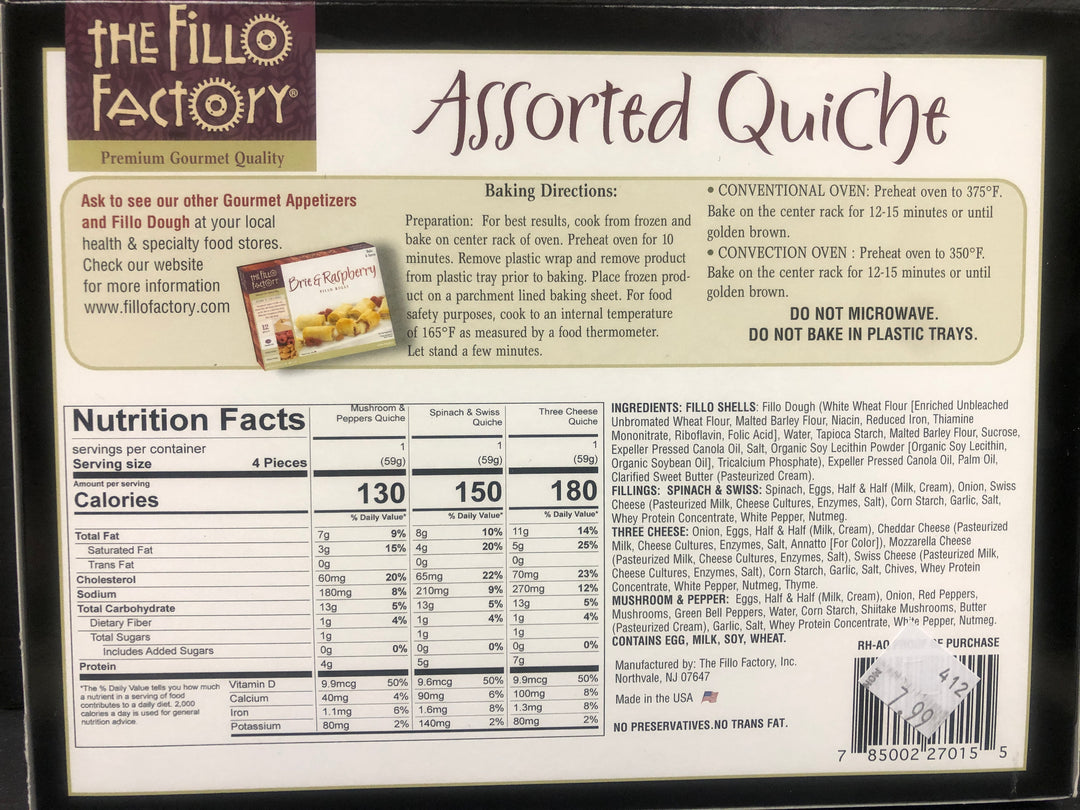 THE FILLO
FACTORY®
Premium Gourmet Quality
Assorted Quiche
Ask to see our other Gourmet Appetizers
and Fillo Dough at your local
health & specialty food stores.
Check our website
for more information
www.fillofactory.com
THE FILLO
FACTORY
Brie & Raspberry
FILLO ROLLS
12
Baking Directions:
Preparation: For best results, cook from frozen and
bake on center rack of oven. Preheat oven for 10
minutes. Remove plastic wrap and remove product
from plastic tray prior to baking. Place frozen prod-
uct on a parchment lined baking sheet. For food
safety purposes, cook to an internal temperature
of 165°F as measured by a food thermometer.
Let stand a few minutes.
• CONVENTIONAL OVEN: Preheat oven to 375°F.
Bake on the center rack for 12-15 minutes or until
golden brown.
• CONVECTION OVEN : Preheat oven to 350°F.
Bake on the center rack for 12-15 minutes or until
golden brown.
DO NOT MICROWAVE.
DO NOT BAKE IN PLASTIC TRAYS.
Nutrition Facts
Mushroom & Peppers Quiche Spinach & Swiss Quiche Three Cheese Quiche
servings per container 1 1 1
Serving size 4 Pieces (59g) (59g) (59g)
Amount per serving
Calories 130 150 180
% Daily Value* % Daily Value* % Daily Value*
Total Fat 7g 9% 8g 10% 11g 14%
Saturated Fat 3g 15% 4g 20% 5g 25%
Trans Fat 0g 0g 0g
Cholesterol 60mg 20% 65mg 22% 70mg 23%
Sodium 180mg 8% 210mg 9% 270mg 12%
Total Carbohydrate 13g 5% 13g 5% 13g 5%
Dietary Fiber 1g 4% 1g 4% 1g 4%
Total Sugars 1g 1g 1g
Includes Added Sugars 0g 0% 0g 0% 0g 0%
Protein 4g 5g 7g
Vitamin D 9.9mcg 50% 9.6mcg 50% 9.9mcg 50%
Calcium 40mg 4% 90mg 6% 100mg 8%
Iron 1.1mg 6% 1.6mg 8% 1.3mg 8%
Potassium 80mg 2% 140mg 2% 80mg 2%
*The % Daily Value tells you how much
a nutrient in a serving of food
contributes to a daily diet. 2,000
calories a day is used for general
nutrition advice.
INGREDIENTS: FILLO SHELLS: Fillo Dough (White Wheat Flour [Enriched Unbleached
Unbromated Wheat Flour, Malted Barley Flour, Niacin, Reduced Iron, Thiamine
Mononitrate, Riboflavin, Folic Acid], Water, Tapioca Starch, Malted Barley Flour, Sucrose,
Expeller Pressed Canola Oil, Salt, Organic Soy Lecithin Powder [Organic Soy Lecithin,
Organic Soybean Oil], Tricalcium Phosphate), Expeller Pressed Canola Oil, Palm Oil,
Clarified Sweet Butter (Pasteurized Cream).
FILLINGS: SPINACH & SWISS: Spinach, Eggs, Half & Half (Milk, Cream), Onion, Swiss
Cheese (Pasteurized Milk, Cheese Cultures, Enzymes, Salt), Corn Starch, Garlic, Salt,
Whey Protein Concentrate, White Pepper, Nutmeg.
THREE CHEESE: Onion, Eggs, Half & Half (Milk, Cream), Cheddar Cheese (Pasteurized
Milk, Cheese Cultures, Enzymes, Salt, Annatto [For Color]), Mozzarella Cheese
(Pasteurized Milk, Cheese Cultures, Enzymes, Salt), Swiss Cheese (Pasteurized Milk,
Cheese Cultures, Enzymes, Salt), Corn Starch, Garlic, Salt, Chives, Whey Protein
Concentrate, White Pepper, Nutmeg, Thyme.
MUSHROOM & PEPPER: Eggs, Half & Half (Milk, Cream), Onion, Red Peppers,
Mushrooms, Green Bell Peppers, Water, Corn Starch, Shiitake Mushrooms, Butter
(Pasteurized Cream), Garlic, Salt, Whey Protein Concentrate, White Pepper, Nutmeg.
CONTAINS EGG, MILK, SOY, WHEAT.
Manufactured by: The Fillo Factory, Inc.
Northvale, NJ 07647
Made in the USA
NO PRESERVATIVES.NO TRANS FAT.
RH-AQ PROOF OF PURCHASE
412
7.99
7 85002 27015 5